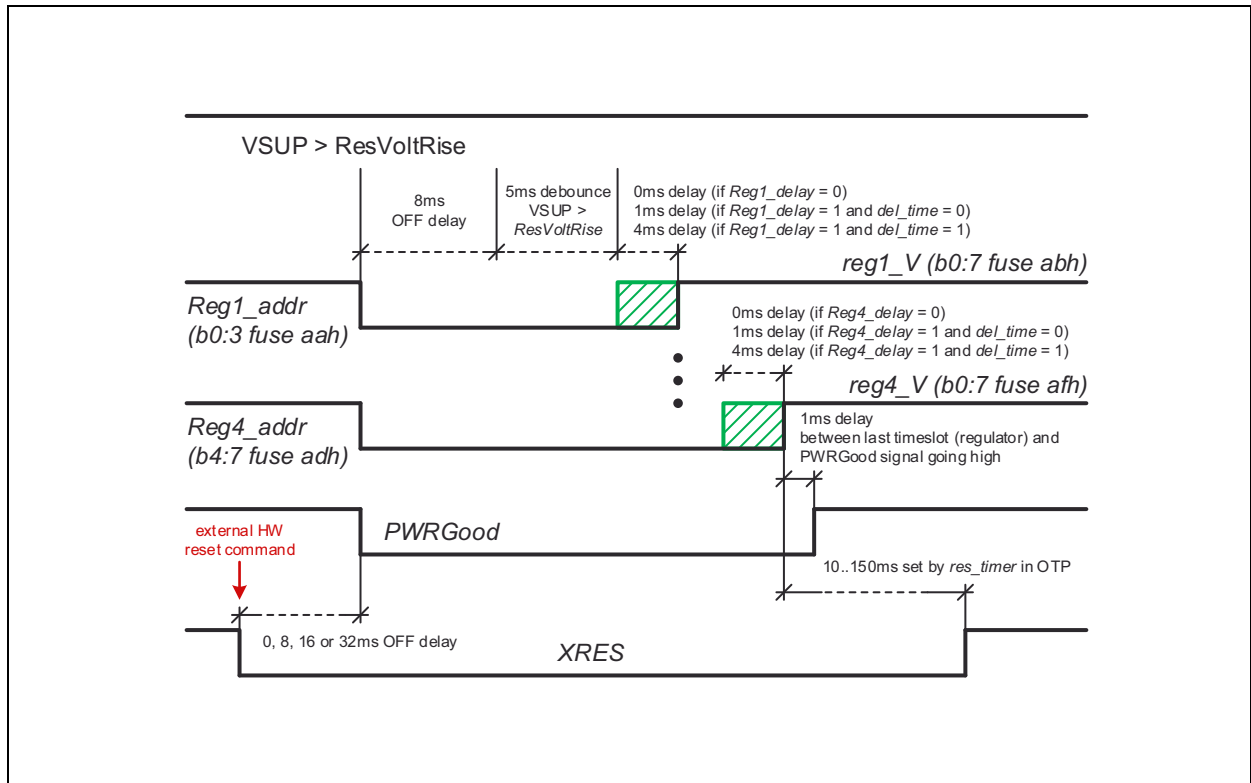 VSUP > ResVoltRise
8ms
OFF delay
5ms debounce
VSUP >
ResVoltRise
0ms delay (if Reg1_delay = 0)
1ms delay (if Reg1_delay = 1 and del_time = 0)
4ms delay (if Reg1_delay = 1 and del_time = 1)
reg1_V (b0:7 fuse abh)
Reg1_addr
(b0:3 fuse aah)
0ms delay (if Reg4_delay = 0)
1ms delay (if Reg4_delay = 1 and del_time = 0)
4ms delay (if Reg4_delay = 1 and del_time = 1)
reg4_V (b0:7 fuse afh)
Reg4_addr
(b4:7 fuse adh)
1ms delay
between last timeslot (regulator) and
PWRGood signal going high
external HW
reset command
PWRGood
10..150ms set by res_timer in OTP
0, 8, 16 or 32ms OFF delay
XRES